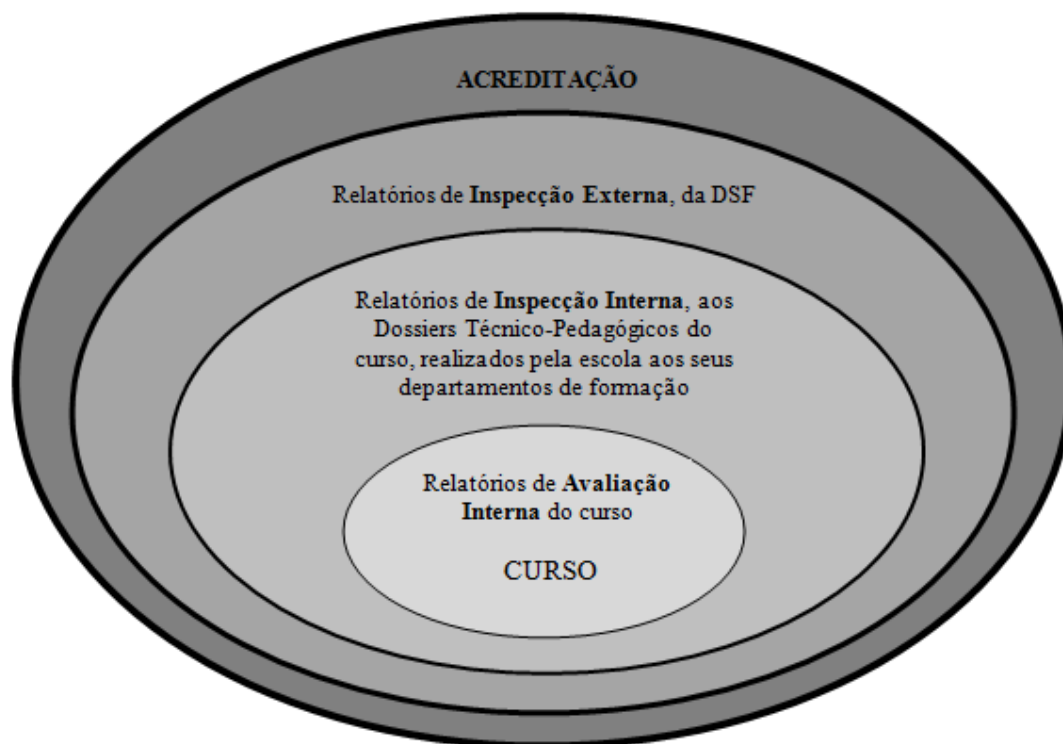 ACREDITAÇÃO
Relatórios de Inspecção Externa, da DSF
Relatórios de Inspecção Interna, aos
Dossiers Técnico-Pedagógicos do
curso, realizados pela escola aos seus
departamentos de formação
Relatórios de Avaliação
Interna do curso
CURSO